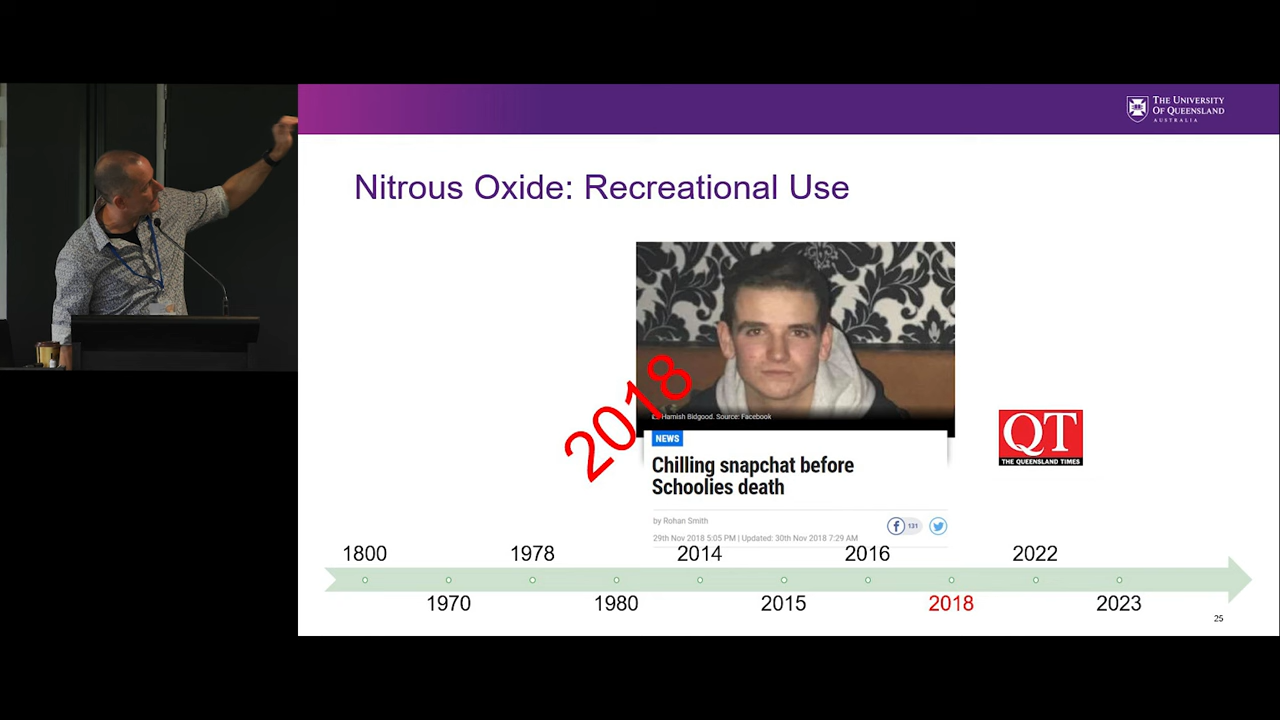 THE UNIVERSITY
OF QUEENSLAND
AUSTRALIA
Nitrous Oxide: Recreational Use
2018
Hamish Bidgood. Source: Facebook
NEWS
Chilling snapchat before
Schoolies death
by Rohan Smith
131
29th Nov 2018 5:05 PM | Updated: 30th Nov 2018 7:29 AM
QT
THE QUEENSLAND TIMES
1800 1978 2014 2016 2022
1970 1980 2015 2018 2023
25